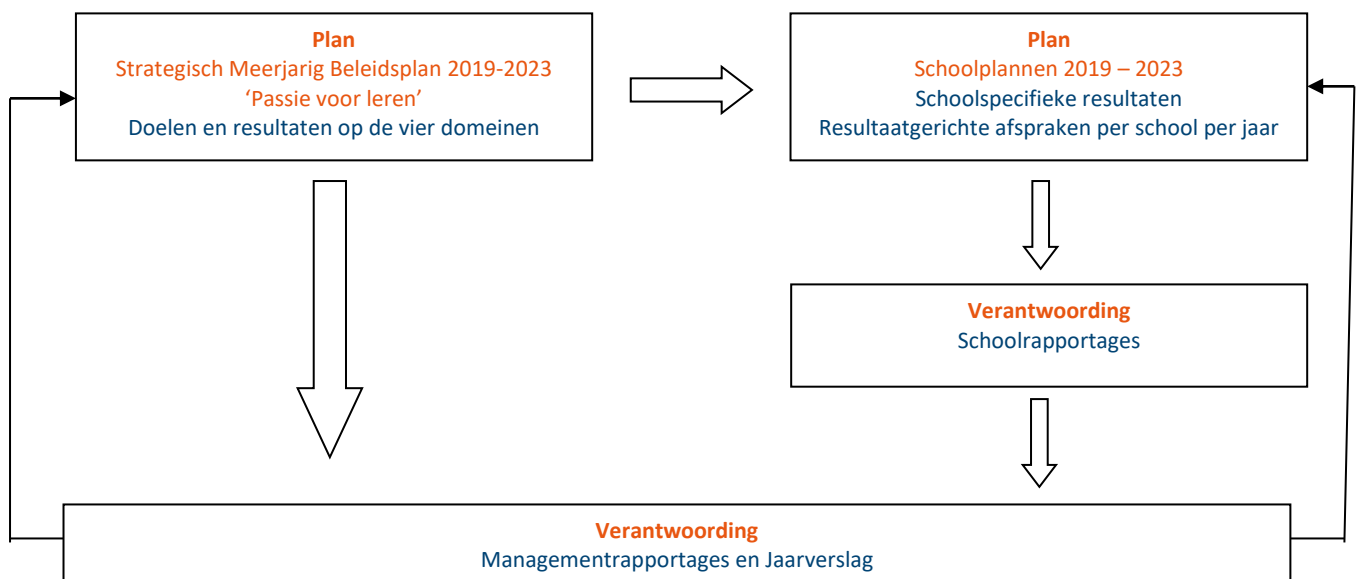 Plan
Strategisch Meerjarig Beleidsplan 2019-2023
‘Passie voor leren’
Doelen en resultaten op de vier domeinen
Plan
Schoolplannen 2019 – 2023
Schoolspecifieke resultaten
Resultaatgerichte afspraken per school per jaar
Verantwoording
Schoolrapportages
Verantwoording
Managementrapportages en Jaarverslag